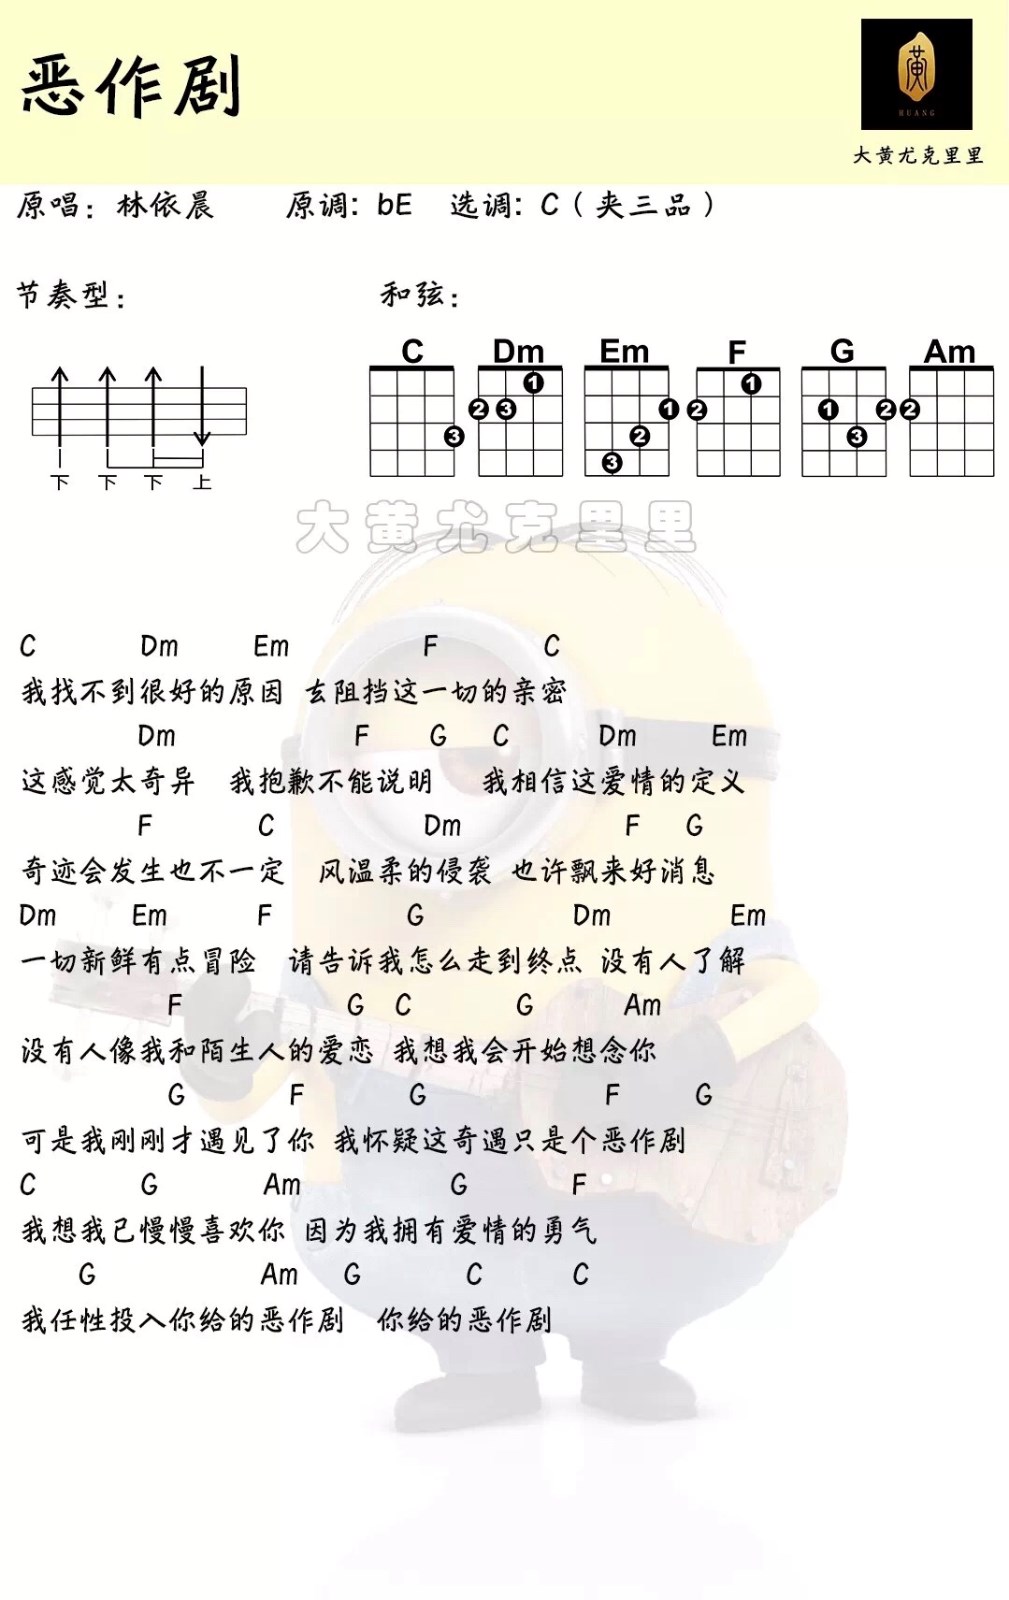 恶作剧
黄
HUANG
大黄尤克里里
原唱：林依晨 原调: bE 选调: C（夹三品）
节奏型： 和弦：
C Dm Em F G Am
1 1 1
2 3 1 2 1 2 2
3 2 3
3
下 下 下 上
大黄尤克里里
C Dm Em F C
我找不到很好的原因 去阻挡这一切的亲密
Dm F G C Dm Em
这感觉太奇异 我抱歉不能说明 我相信这爱情的定义
F C Dm F G
奇迹会发生也不一定 风温柔的侵袭 也许飘来好消息
Dm Em F G Dm Em
一切新鲜有点冒险 请告诉我怎么走到终点 没有人了解
F G C G Am
没有人像我和陌生人的爱恋 我想我会开始想念你
G F G F G
可是我刚刚才遇见了你 我怀疑这奇遇只是个恶作剧
C G Am G F
我想我已慢慢喜欢你 因为我拥有爱情的勇气
G Am G C C
我任性投入你给的恶作剧 你给的恶作剧